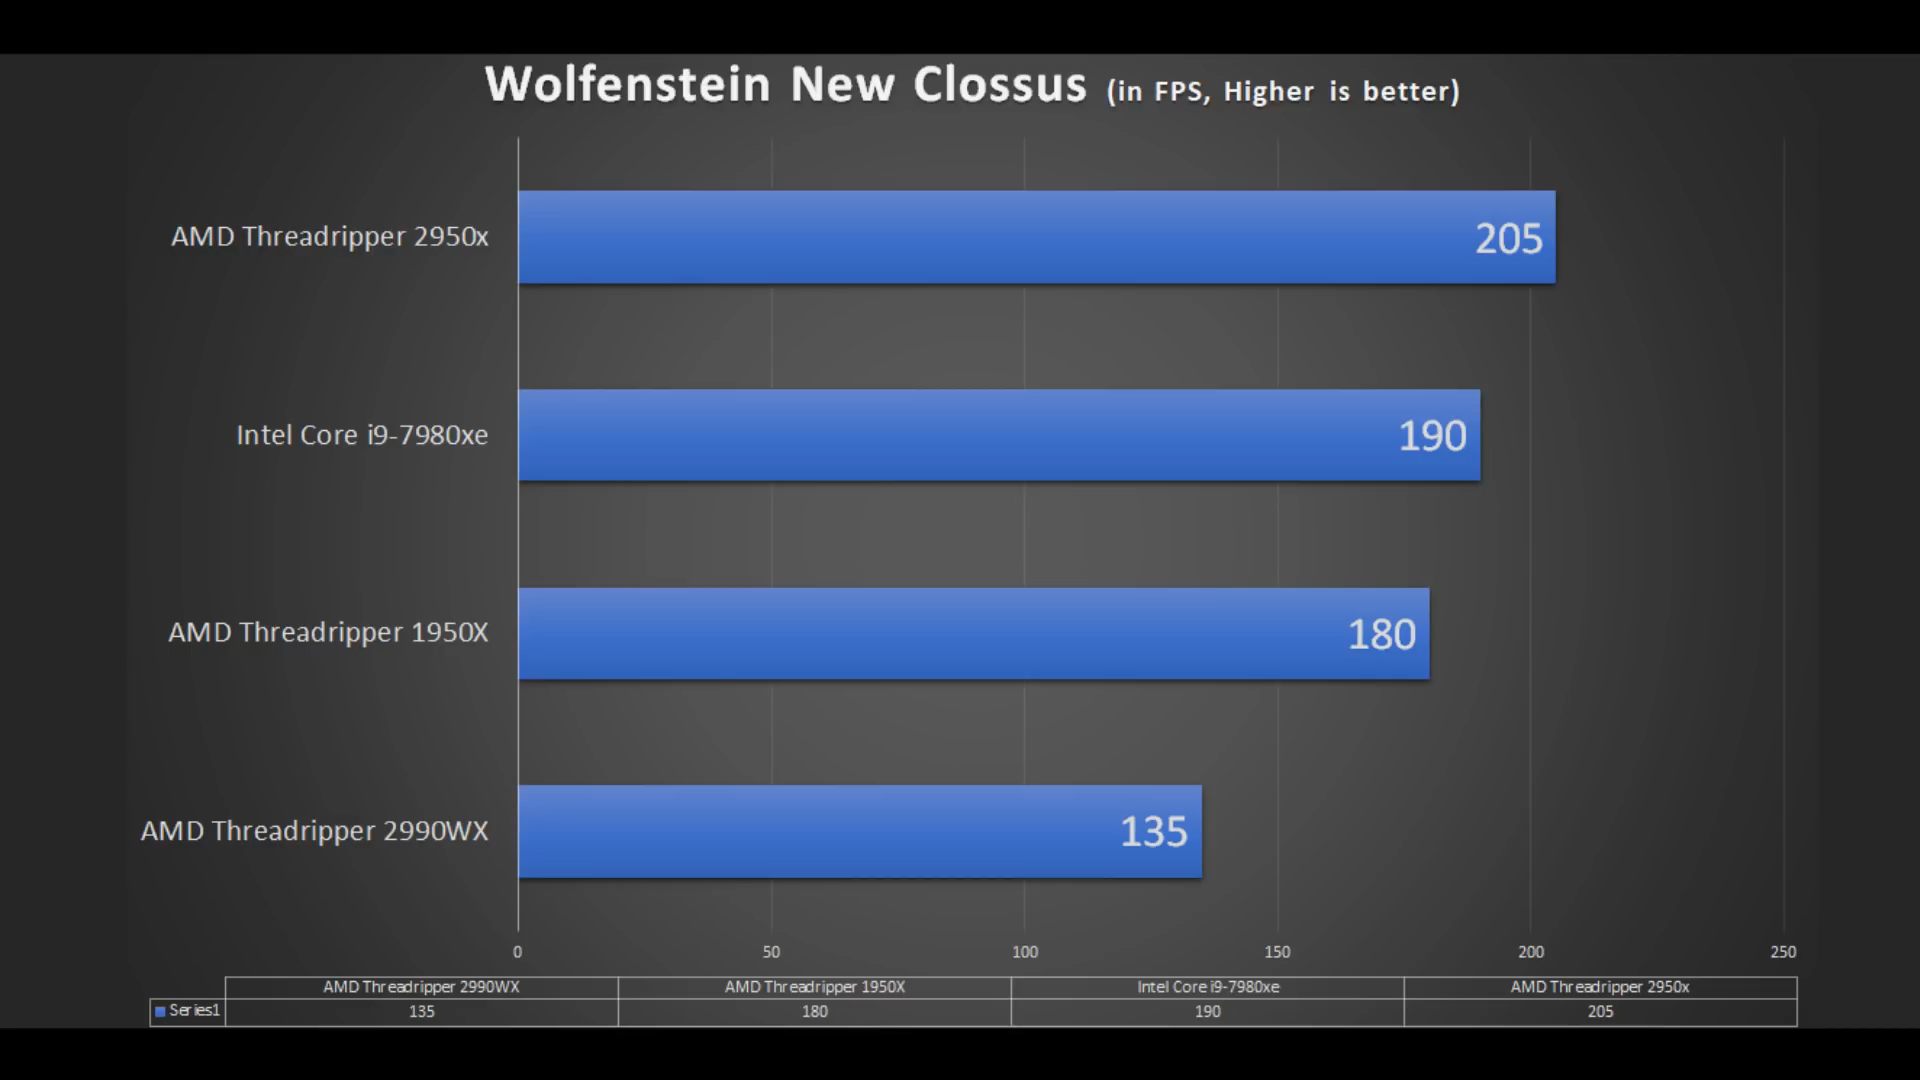 Wolfenstein New Clossus (in FPS, Higher is better)
AMD Threadripper 2950x
205
Intel Core i9-7980xe
190
AMD Threadripper 1950X
180
AMD Threadripper 2990WX
135
0 50 100 150 200 250
AMD Threadripper 2990WX AMD Threadripper 1950X Intel Core i9-7980xe AMD Threadripper 2950x
Series1 135 180 190 205